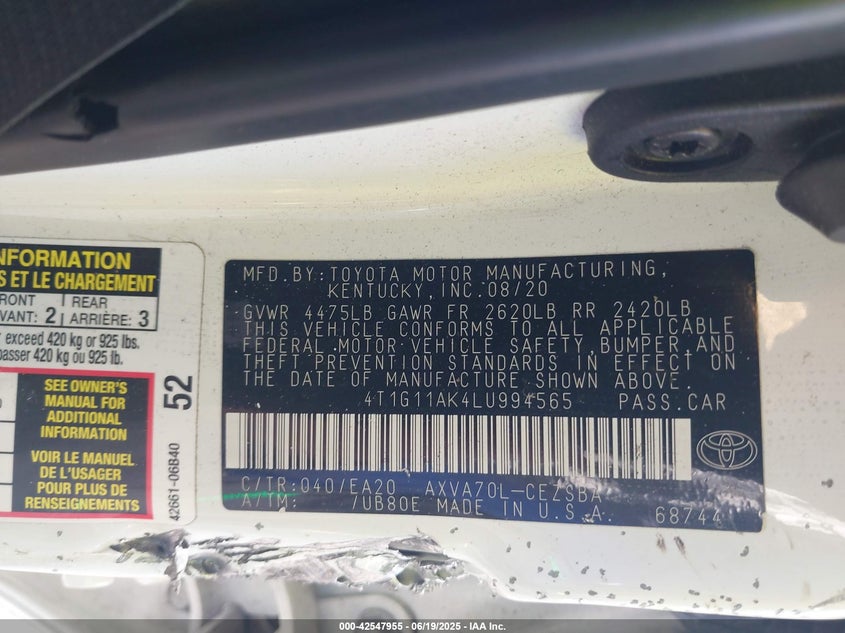 NFORMATION
S ET LE CHARGEMENT
FRONT
VANT: 2
REAR
ARRIÈRE: 3
exceed 420 kg or 925 lbs.
passer 420 kg ou 925 lb.
SEE OWNER'S
MANUAL FOR
ADDITIONAL
INFORMATION
VOIR LE MANUEL
DE L'USAGER
POUR PLUS DE
RENSEIGNEMENTS
52
42661-06B40
MFD.BY:TOYOTA MOTOR MANUFACTURING,
KENTUCKY,INC.08/20
GVWR 4475LB GAWR FR 2620LB RR 2420LB
THIS VEHICLE CONFORMS TO ALL APPLICABLE
FEDERAL MOTOR VEHICLE SAFETY,BUMPER,AND
THEFT PREVENTION STANDARDS IN EFFECT ON
THE DATE OF MANUFACTURE SHOWN ABOVE.
4T1G11AK4LU994565 PASS.CAR
C/TR:040/EA20 AXVA70L-CEZSBA
A/TM: /UB80E MADE IN U.S.A. 68744
000-42547955 - 06/19/2025 - IAA Inc.